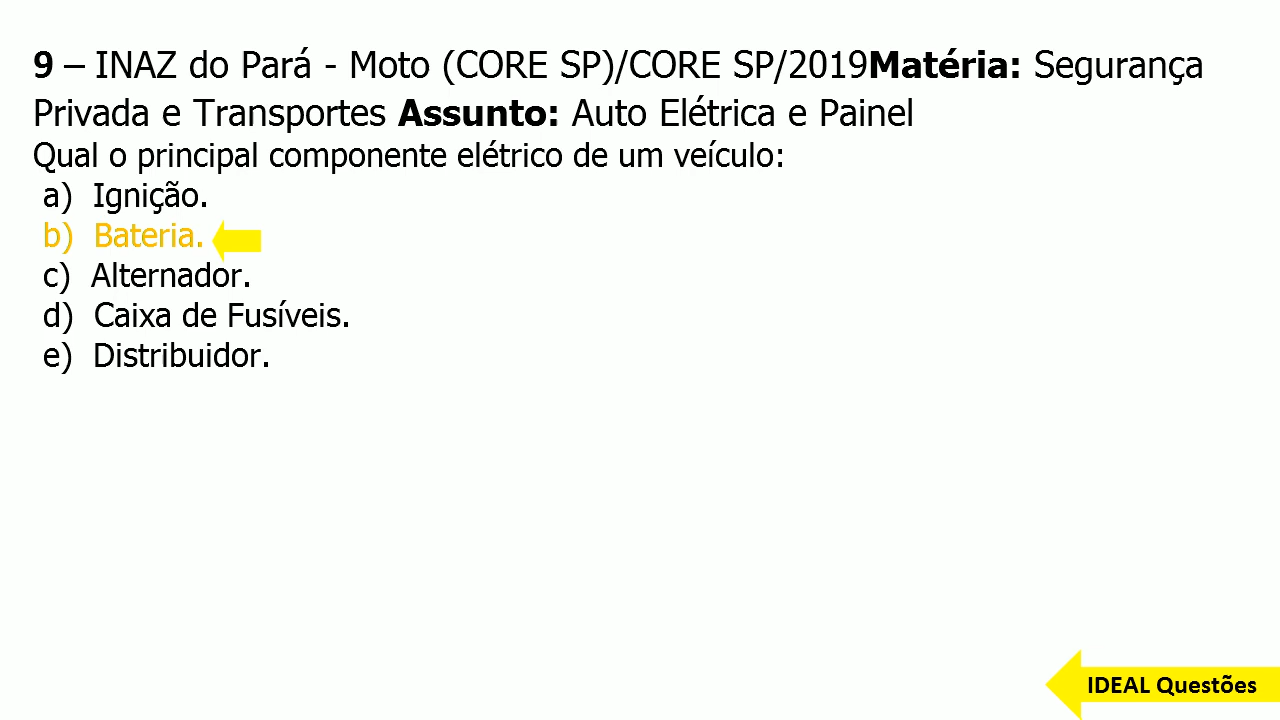 9 – INAZ do Pará - Moto (CORE SP)/CORE SP/2019Matéria: Segurança
Privada e Transportes Assunto: Auto Elétrica e Painel
Qual o principal componente elétrico de um veículo:
a) Ignição.
b) Bateria.
c) Alternador.
d) Caixa de Fusíveis.
e) Distribuidor.
IDEAL Questões